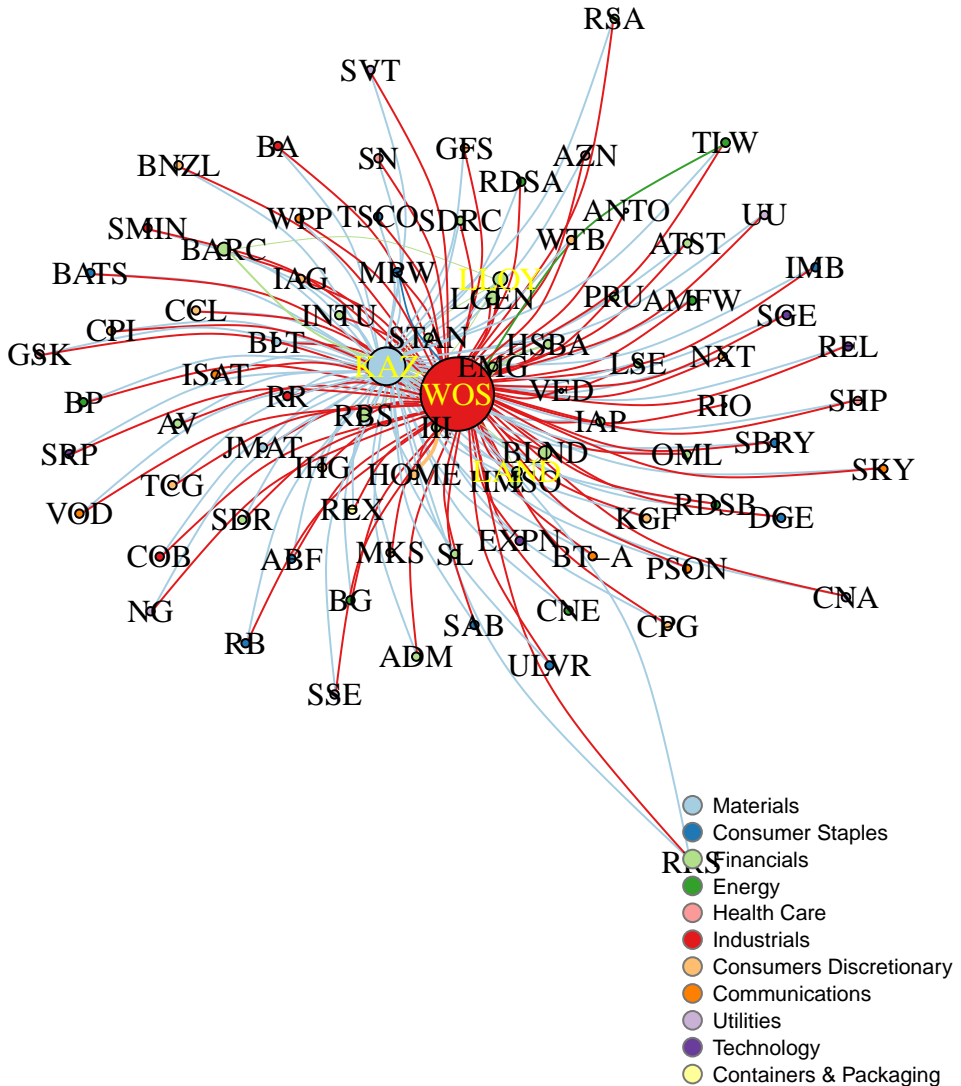 RSA
SVT
BA
BNZL
SN
GFS
AZN
TLW
RDSA
SMIN
WPP
TSCO
SDRC
ANTO
UU
BARC
WTB
ATST
BATS
IAG
MRW
LLOY
IMB
CCL
INTU
LGEN
PRU
AMFW
SGE
CPI
GSK
BLT
STAN
HSBA
REL
KAZ
EMG
LSE
NXT
ISAT
WOS
VED
BP
RR
RBS
RIO
SHP
AV
III
IAP
SRP
JMAT
BLND
OML
SBRY
IHG
HOME
LAND
HMSO
SKY
TCG
VOD
SDR
REX
KGF
RDSB
DGE
COB
ABF
MKS
SL
EXPN
BT−A
PSON
NG
BG
CNE
CNA
RB
SAB
CPG
ADM
ULVR
SSE
Materials
Consumer Staples
RRS
Financials
Energy
Health Care
Industrials
Consumers Discretionary
Communications
Utilities
Technology
Containers & Packaging